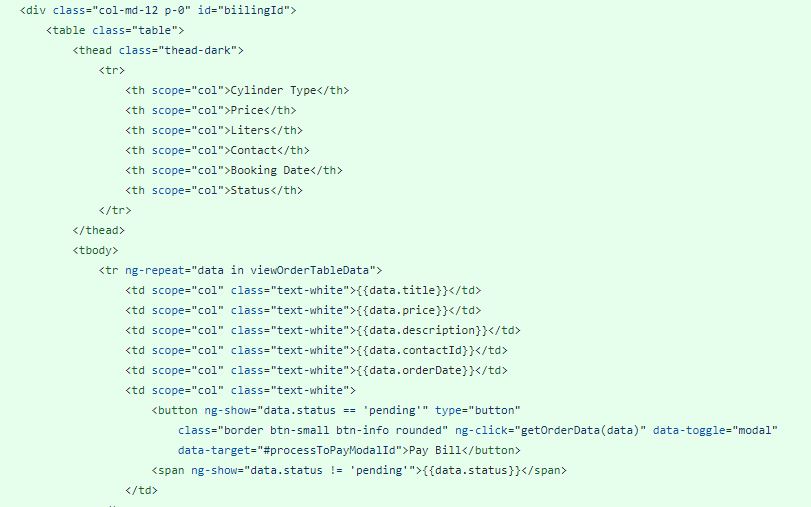 <div class="col-md-12 p-0" id="biilingId">
<table class="table">
<thead class="thead-dark">
<tr>
<th scope="col">Cylinder Type</th>
<th scope="col">Price</th>
<th scope="col">Liters</th>
<th scope="col">Contact</th>
<th scope="col">Booking Date</th>
<th scope="col">Status</th>
</tr>
</thead>
<tbody>
<tr ng-repeat="data in viewOrderTableData">
<td scope="col" class="text-white">{{data.title}}</td>
<td scope="col" class="text-white">{{data.price}}</td>
<td scope="col" class="text-white">{{data.description}}</td>
<td scope="col" class="text-white">{{data.contactId}}</td>
<td scope="col" class="text-white">{{data.orderDate}}</td>
<td scope="col" class="text-white">
<button ng-show="data.status == 'pending'" type="button"
class="border btn-small btn-info rounded" ng-click="getOrderData(data)" data-toggle="modal"
data-target="#processToPayModalId">Pay Bill</button>
<span ng-show="data.status != 'pending'">{{data.status}}</span>
</td>